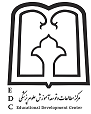 مرکز مطالعات و توسعه آموزش علوم پزشکی
EDC
Educational Development Center